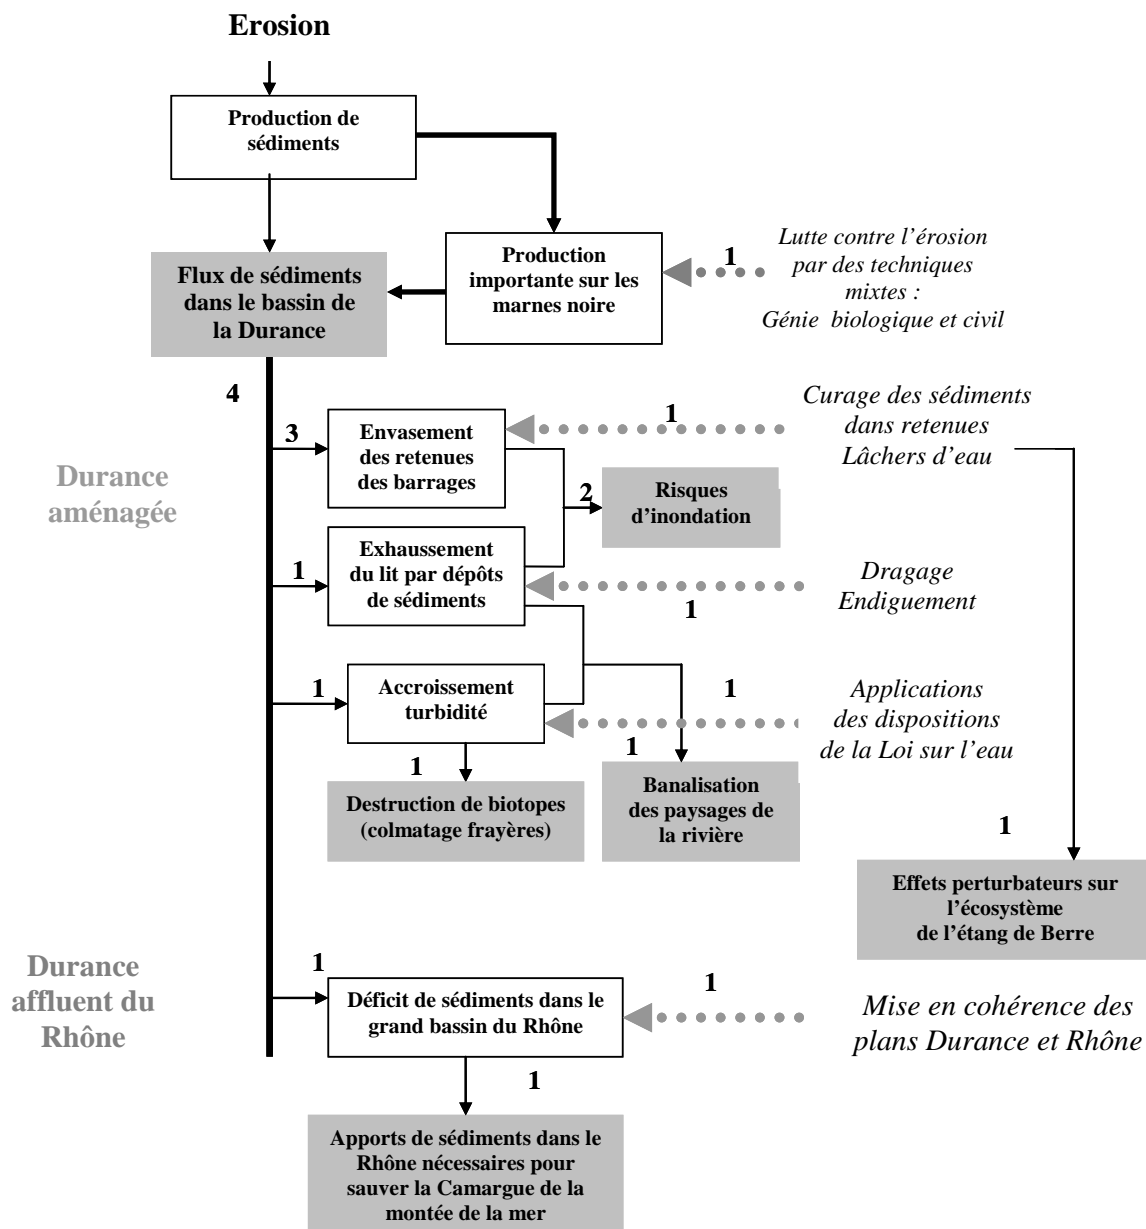 Erosion
Production de
sédiments
Production
importante sur les
marnes noire
1
Lutte contre l’érosion
par des techniques
mixtes :
Génie  biologique et civil
Flux de sédiments
dans le bassin de
la Durance
4
Durance
aménagée
3
Envasement
des retenues
des barrages
1
Curage des sédiments
dans retenues
Lâchers d’eau
2
Risques
d’inondation
1
Exhaussement
du lit par dépôts
de sédiments
1
Dragage
Endiguement
1
Accroissement
turbidité
1
Applications
des dispositions
de la Loi sur l’eau
1
Destruction de biotopes
(colmatage frayères)
1
Banalisation
des paysages de
la rivière
1
Effets perturbateurs sur
l’écosystème
de l’étang de Berre
Durance
affluent du
Rhône
1
Déficit de sédiments dans le
grand bassin du Rhône
1
Mise en cohérence des
plans Durance et Rhône
1
Apports de sédiments dans le
Rhône nécessaires pour
sauver la Camargue de la
montée de la mer